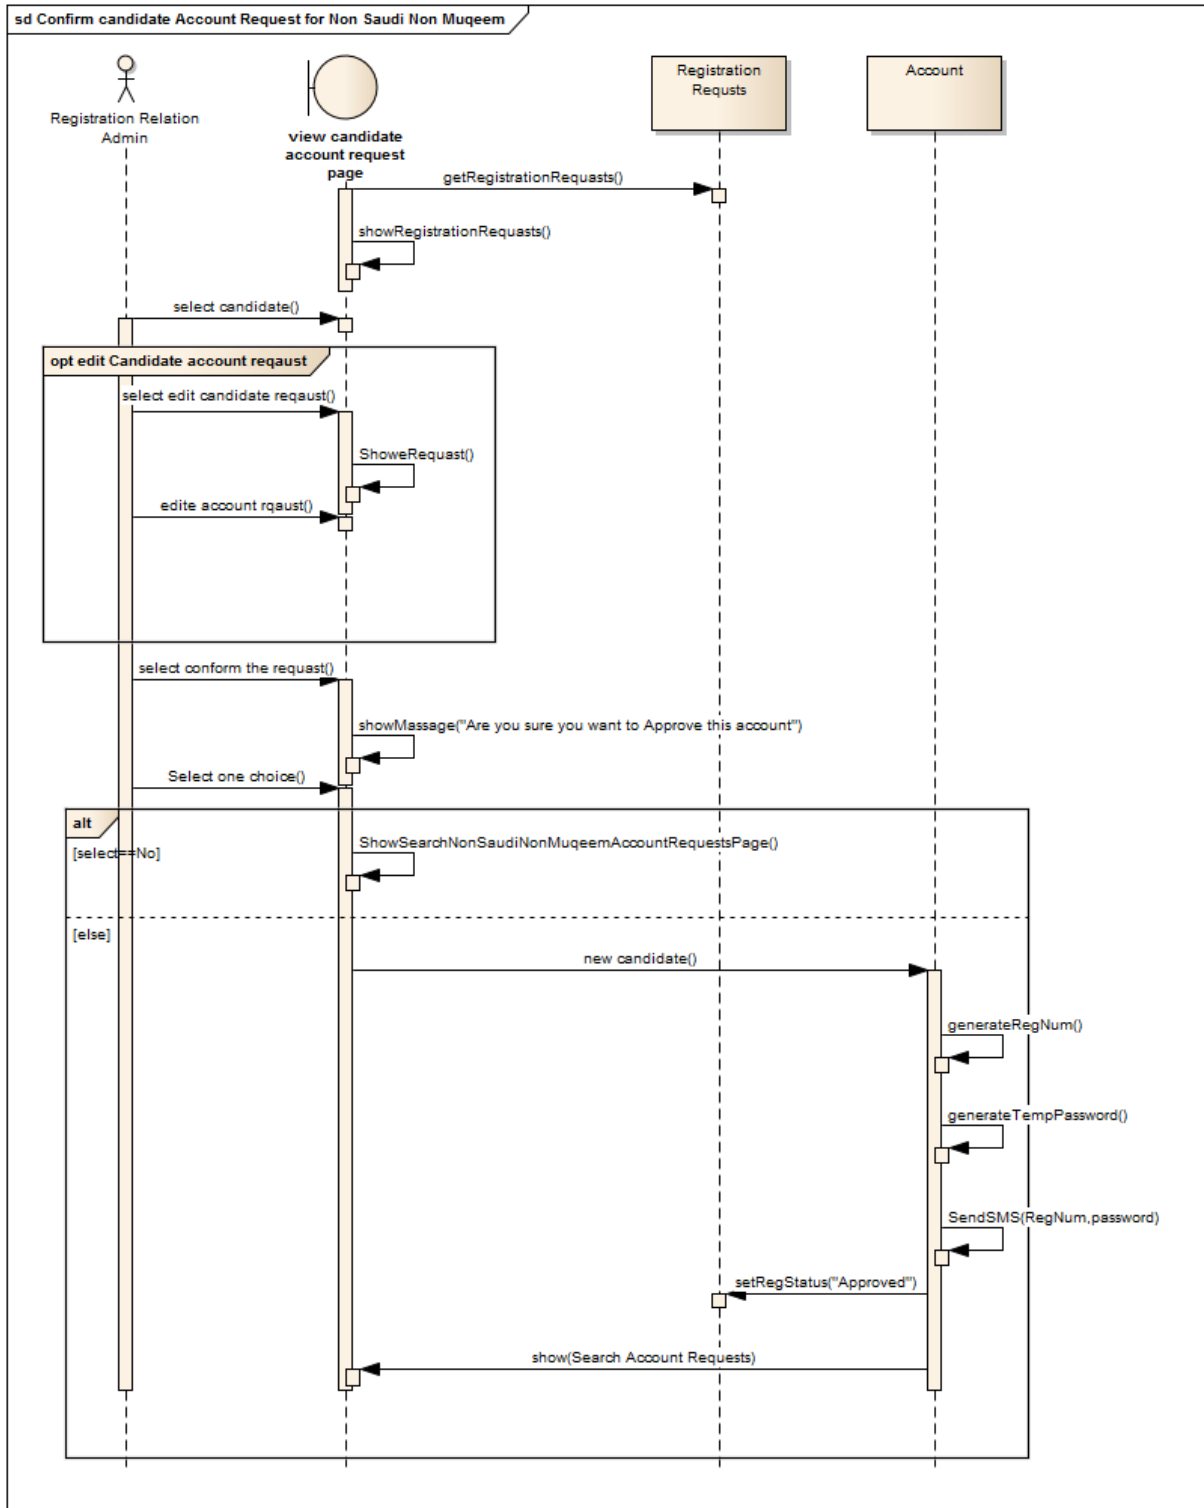 sd Confirm candidate Account Request for Non Saudi Non Muqeem
Registration Relation
Admin
view candidate
account request
page
Registration
Requsts
Account
getRegistrationRequasts()
showRegistrationRequasts()
select candidate()
opt edit Candidate account reqaust
select edit candidate reqaust()
ShoweRequast()
edite account rqaust()
select conform the requast()
showMassage("Are you sure you want to Approve this account")
Select one choice()
alt
[select==No]
ShowSearchNonSaudiNonMuqeemAccountRequestsPage()
[else]
new candidate()
generateRegNum()
generateTempPassword()
SendSMS(RegNum,password)
setRegStatus("Approved")
show(Search Account Requests)